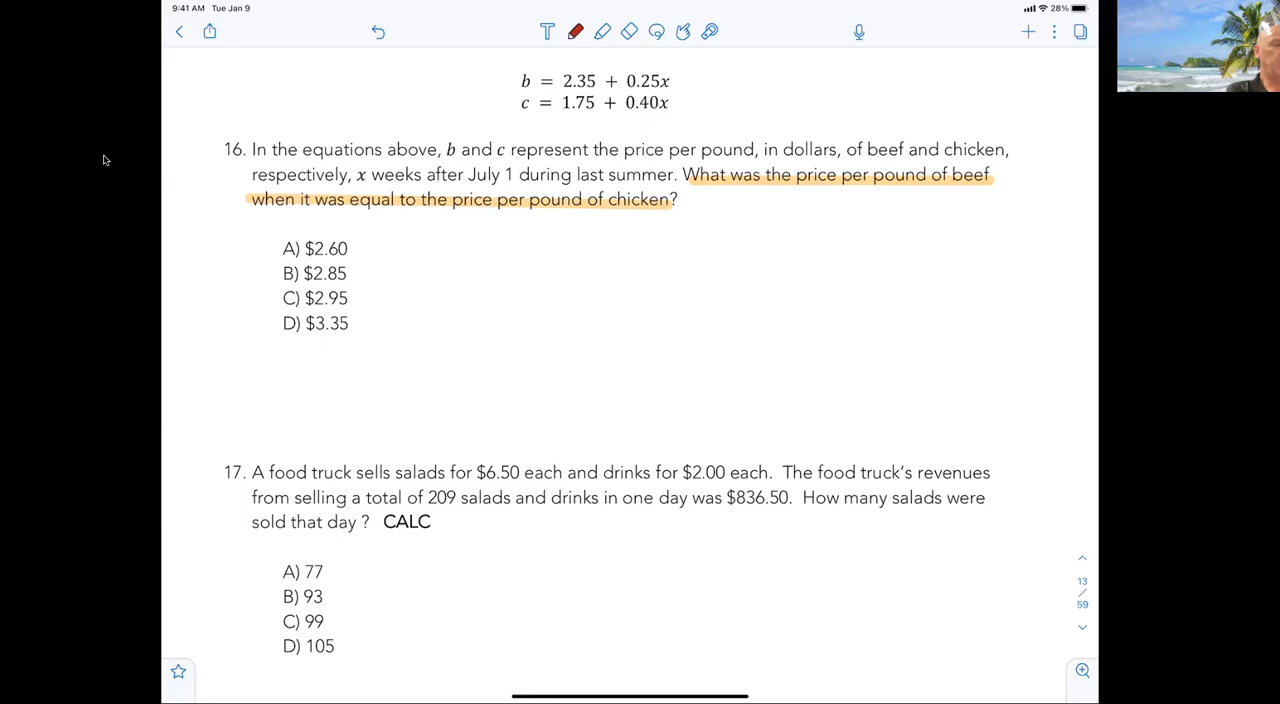 9:41 AM Tue Jan 9
28%
b = 2.35 + 0.25x
c = 1.75 + 0.40x
16. In the equations above, b and c represent the price per pound, in dollars, of beef and chicken,
respectively, x weeks after July 1 during last summer. What was the price per pound of beef
when it was equal to the price per pound of chicken?
A) $2.60
B) $2.85
C) $2.95
D) $3.35
17. A food truck sells salads for $6.50 each and drinks for $2.00 each. The food truck's revenues
from selling a total of 209 salads and drinks in one day was $836.50. How many salads were
sold that day ? CALC
A) 77
B) 93
C) 99
D) 105
13
/
59